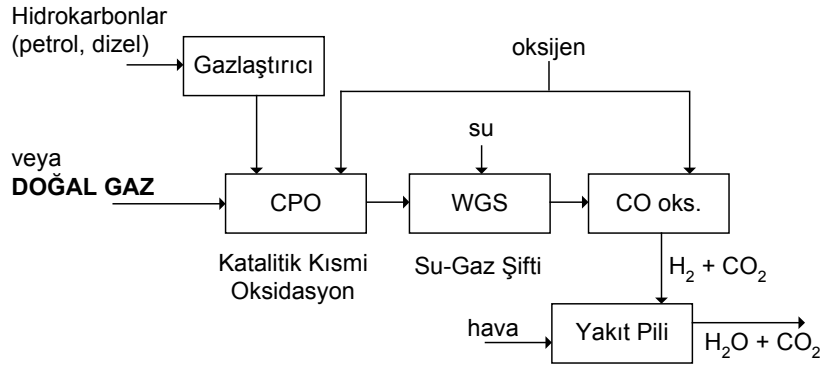 Hidrokarbonlar
(petrol, dizel)
Gazlaştırıcı
oksijen
su
veya
DOĞAL GAZ
CPO
WGS
CO oks.
Katalitik Kısmi
Oksidasyon
Su-Gaz Şifti
H₂ + CO₂
hava
Yakıt Pili
H₂O + CO₂